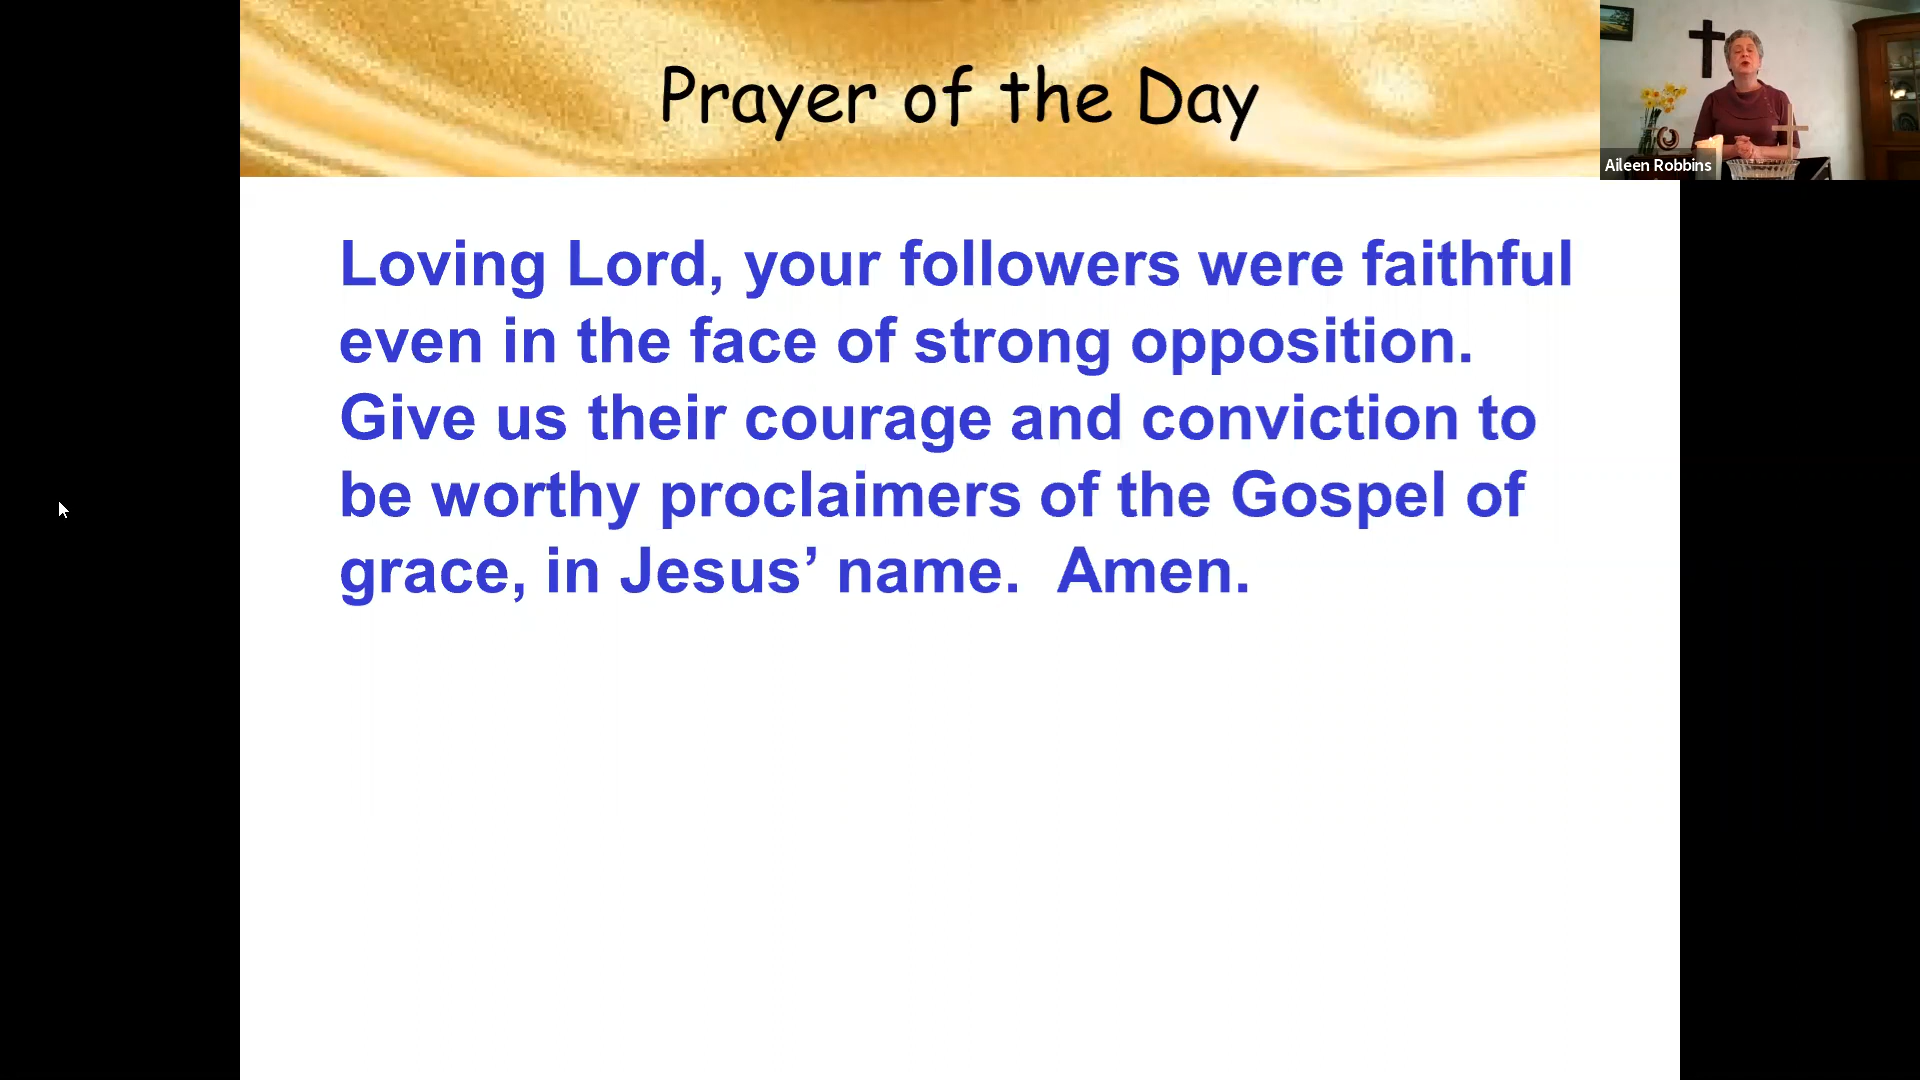 Prayer of the Day
Aileen Robbins
Loving Lord, your followers were faithful
even in the face of strong opposition.
Give us their courage and conviction to
be worthy proclaimers of the Gospel of
grace, in Jesus’ name.  Amen.